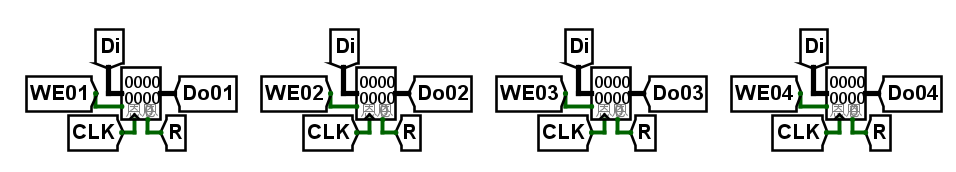 Di Di Di Di
0000 0000 0000 0000
WE01 0000 Do01 WE02 0000 Do02 WE03 0000 Do03 WE04 0000 Do04
CLK R CLK R CLK R CLK R